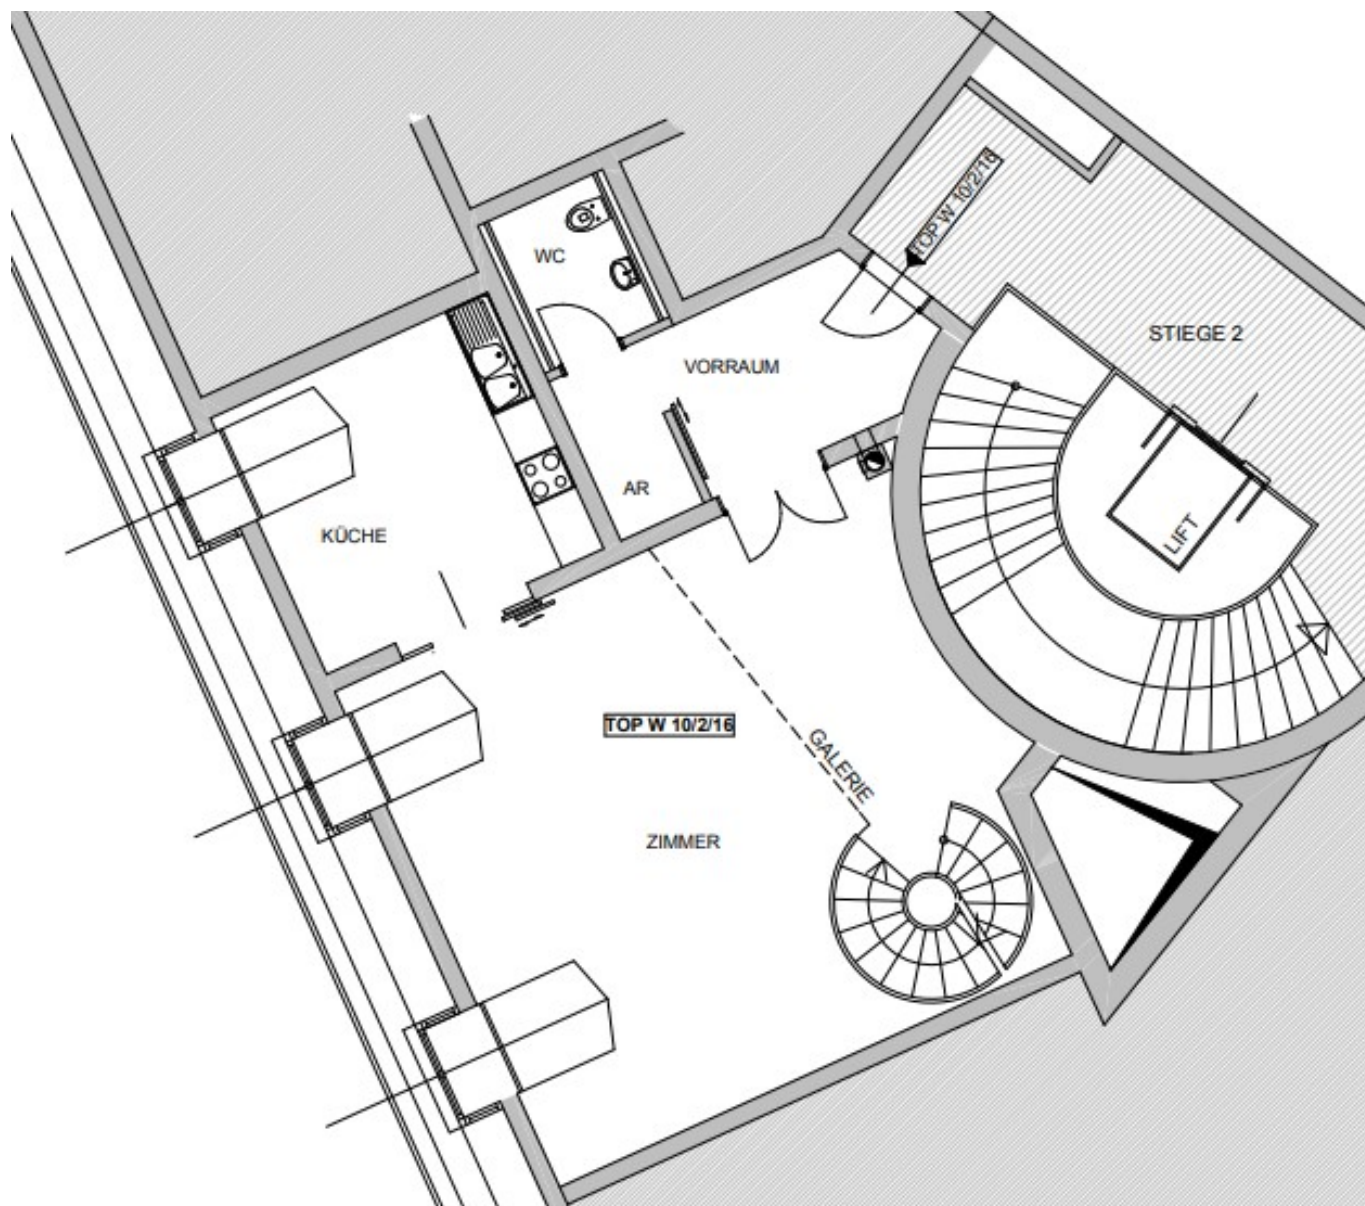 TOP W 10/2/16
WC
STIEGE 2
VORRAUM
AR
LIFT
KÜCHE
TOP W 10/2/16
GALERIE
ZIMMER